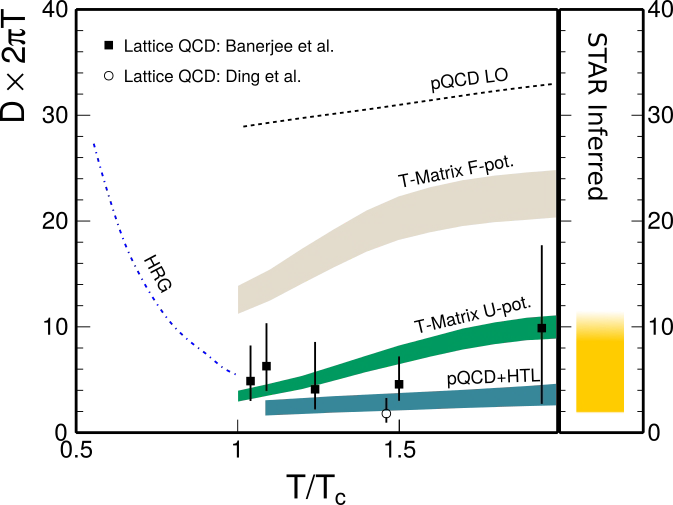 D × 2πT
40
30
20
10
0
Lattice QCD: Banerjee et al.
Lattice QCD: Ding et al.
pQCD LO
T-Matrix F-pot.
HRG
T-Matrix U-pot.
pQCD+HTL
0.5
1
1.5
T/Tc
STAR Inferred
40
30
20
10
0